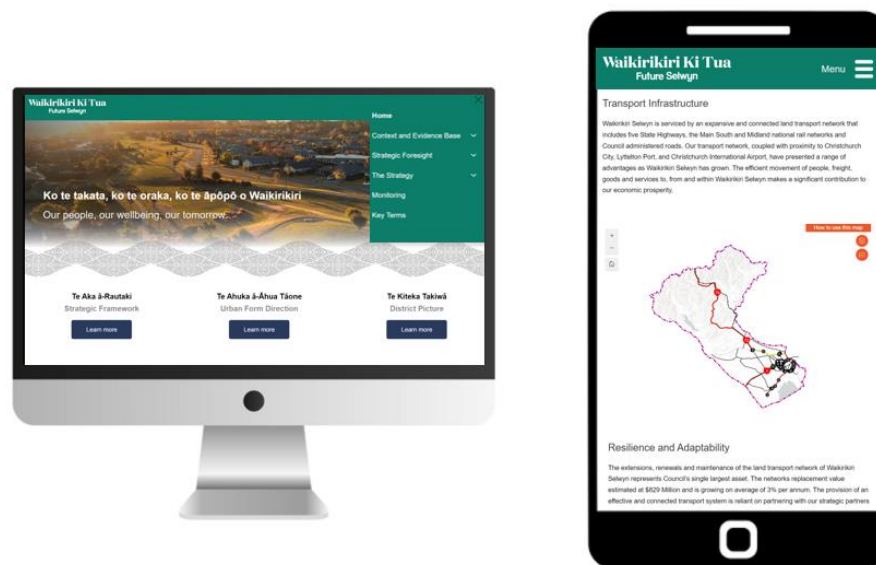 Waikirikiri Ki Tua
Future Selwyn
Home
Context and Evidence Base
Strategic Foresight
The Strategy
Monitoring
Key Terms
Ko te takata, ko te oraka, ko te āpōpō o Waikirikiri
Our people, our wellbeing, our tomorrow.
Te Aka ā-Rautaki
Strategic Framework
Learn more
Te Ahuka ā-Āhua Tāone
Urban Form Direction
Learn more
Te Kiteka Takiwā
District Picture
Learn more
Waikirikiri Ki Tua
Future Selwyn
Menu
Transport Infrastructure
Waikirikiri Selwyn is serviced by an expansive and connected land transport network that
includes five State Highways, the Main South and Midland national rail networks and
Council administered roads. Our transport network, coupled with proximity to Christchurch
City, Lyttelton Port, and Christchurch International Airport, have presented a range of
advantages as Waikirikiri Selwyn has grown. The efficient movement of people, freight,
goods and services to, from and within Waikirikiri Selwyn makes a significant contribution to
our economic prosperity.
How to use this map
Resilience and Adaptability
The extensions, renewals and maintenance of the land transport network of Waikirikiri
Selwyn represents Council's single largest asset. The networks replacement value
estimated at $829 Million and is growing on average of 3% per annum. The provision of an
effective and connected transport system is reliant on partnering with our strategic partners